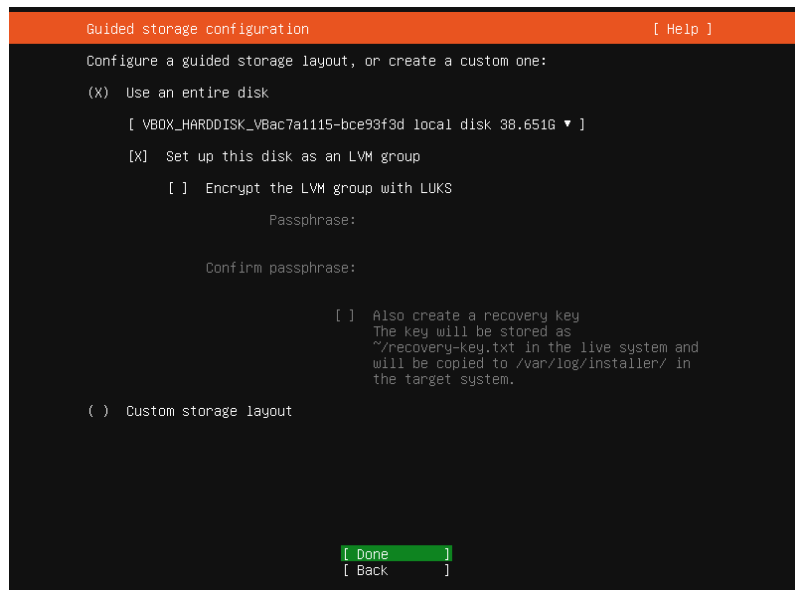 Guided storage configuration [ Help ]
Configure a guided storage layout, or create a custom one:
(X) Use an entire disk
[ VBOX_HARDDISK_VBac7a1115-bce93f3d local disk 38.651G ▾ ]
[X] Set up this disk as an LVM group
[ ] Encrypt the LVM group with LUKS
Passphrase:
Confirm passphrase:
[ ] Also create a recovery key
The key will be stored as
~/recovery-key.txt in the live system and
will be copied to /var/log/installer/ in
the target system.
( ) Custom storage layout
[ Done ]
[ Back ]